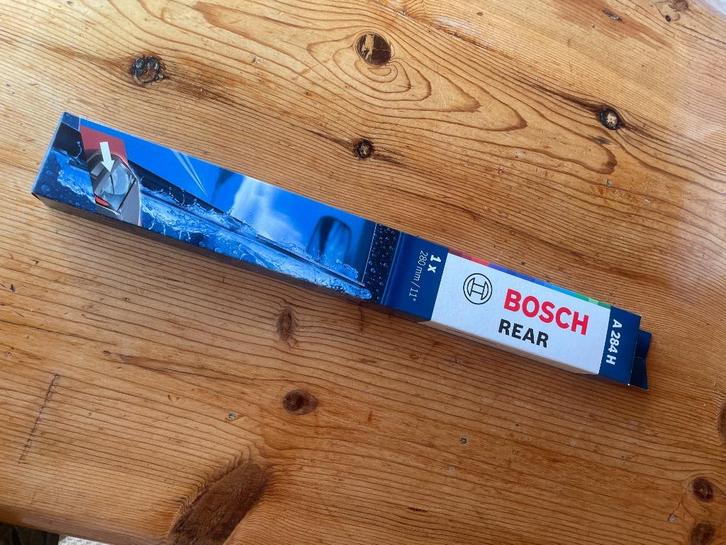 1 x
280 mm / 11"
BOSCH
REAR
A 284 H